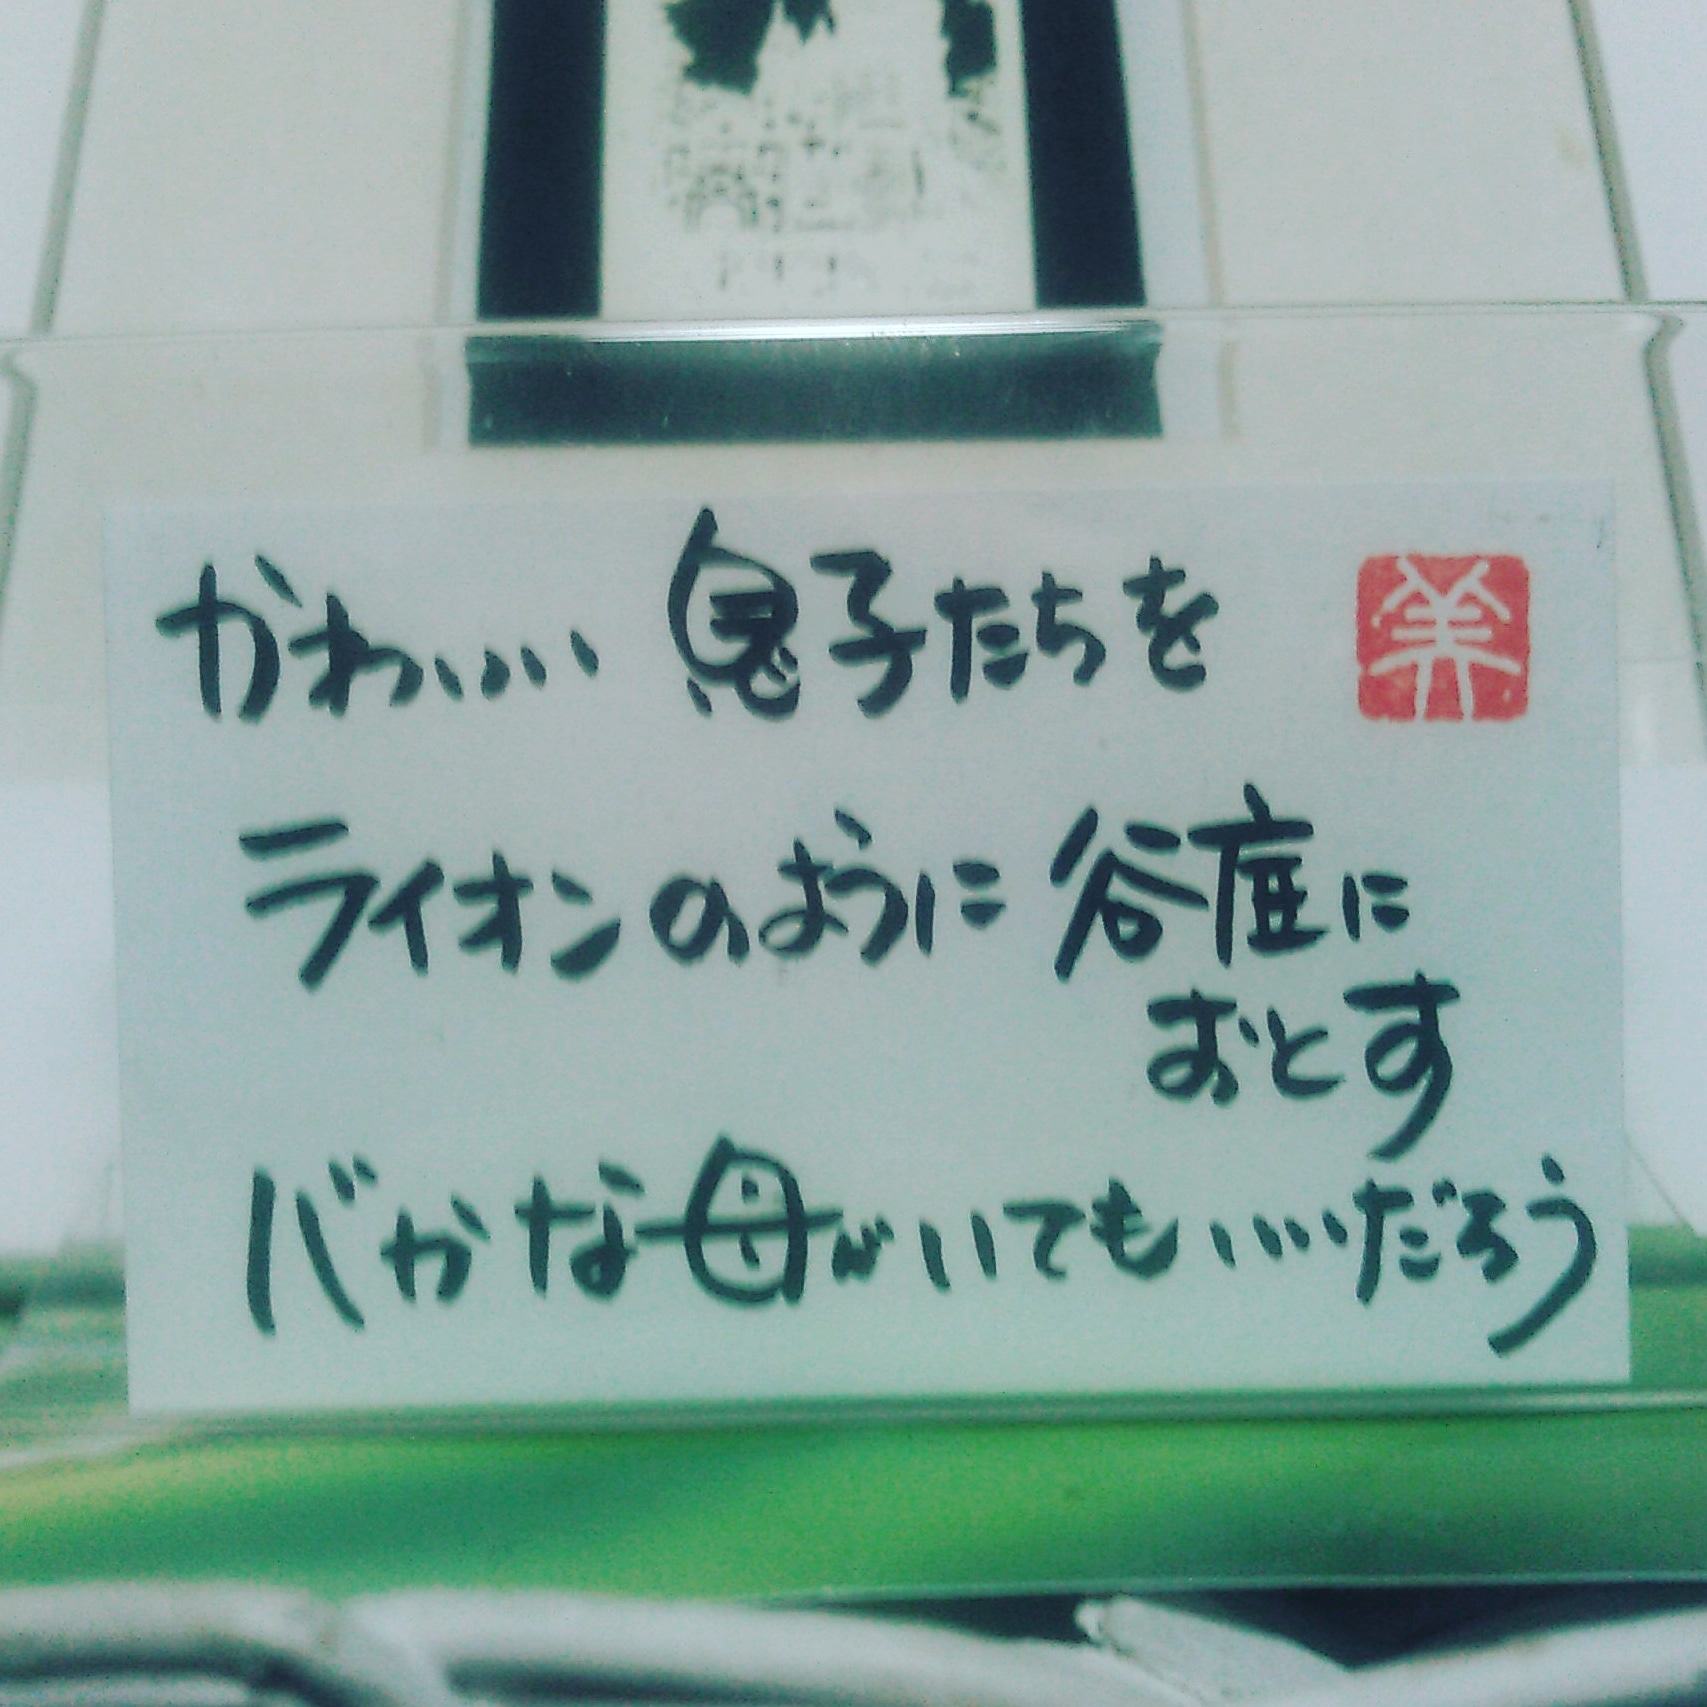 かわいい息子たちを
ライオンのように谷底に
おとす
バかな母がいてもいいだろう